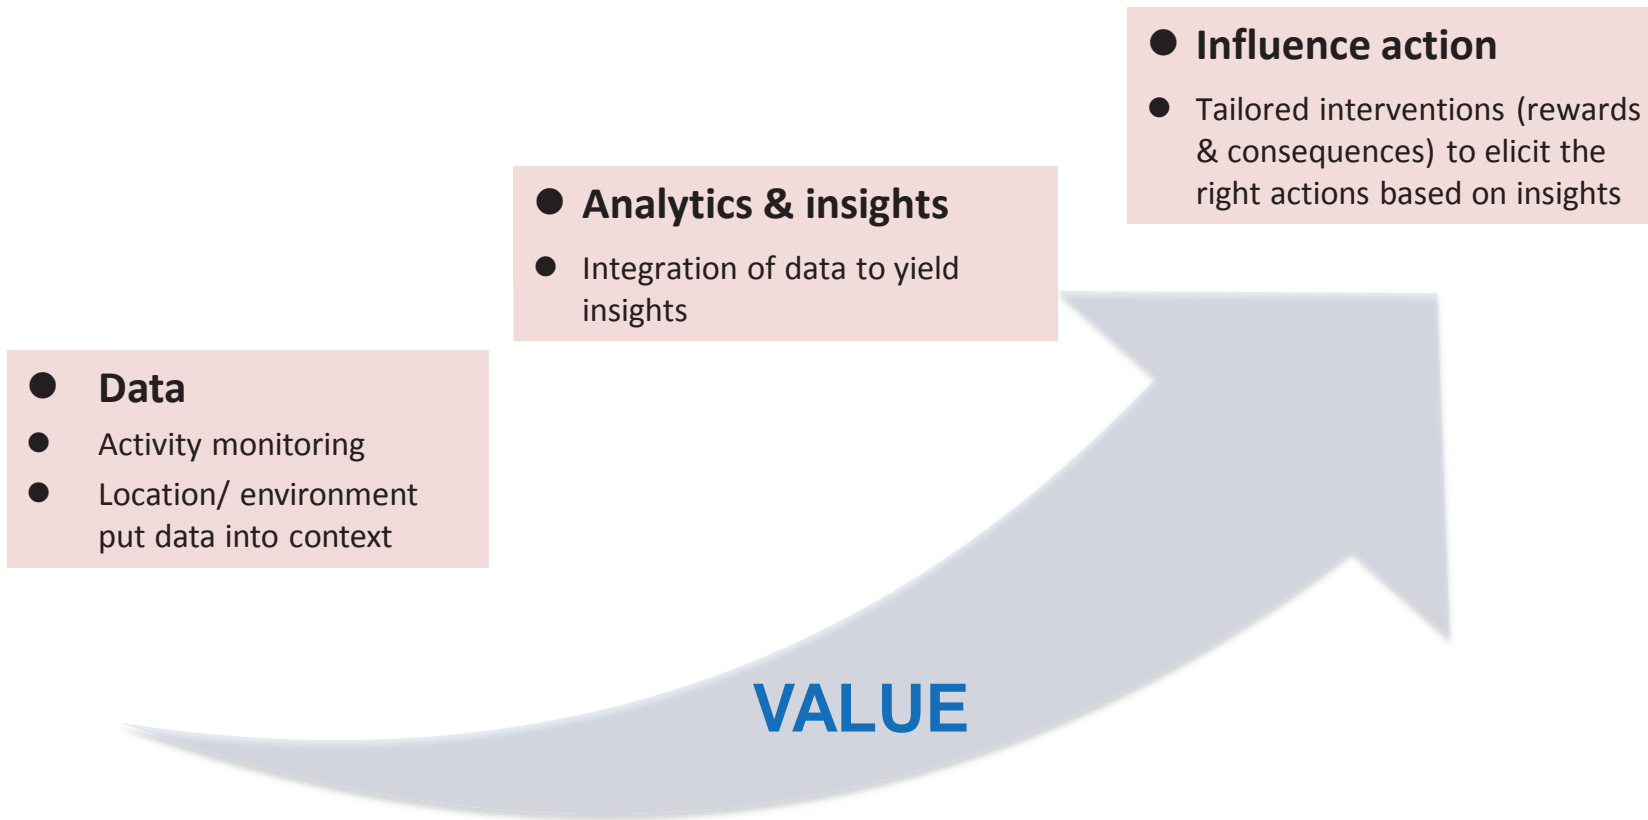 ● Influence action
● Tailored interventions (rewards
& consequences) to elicit the
right actions based on insights
● Analytics & insights
● Integration of data to yield
insights
● Data
● Activity monitoring
● Location/ environment
put data into context
VALUE